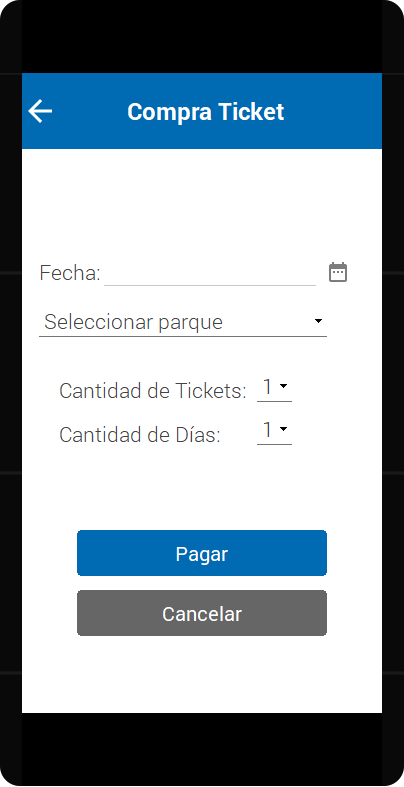 Compra Ticket
Fecha:
Seleccionar parque
Cantidad de Tickets: 1
Cantidad de Días: 1
Pagar
Cancelar